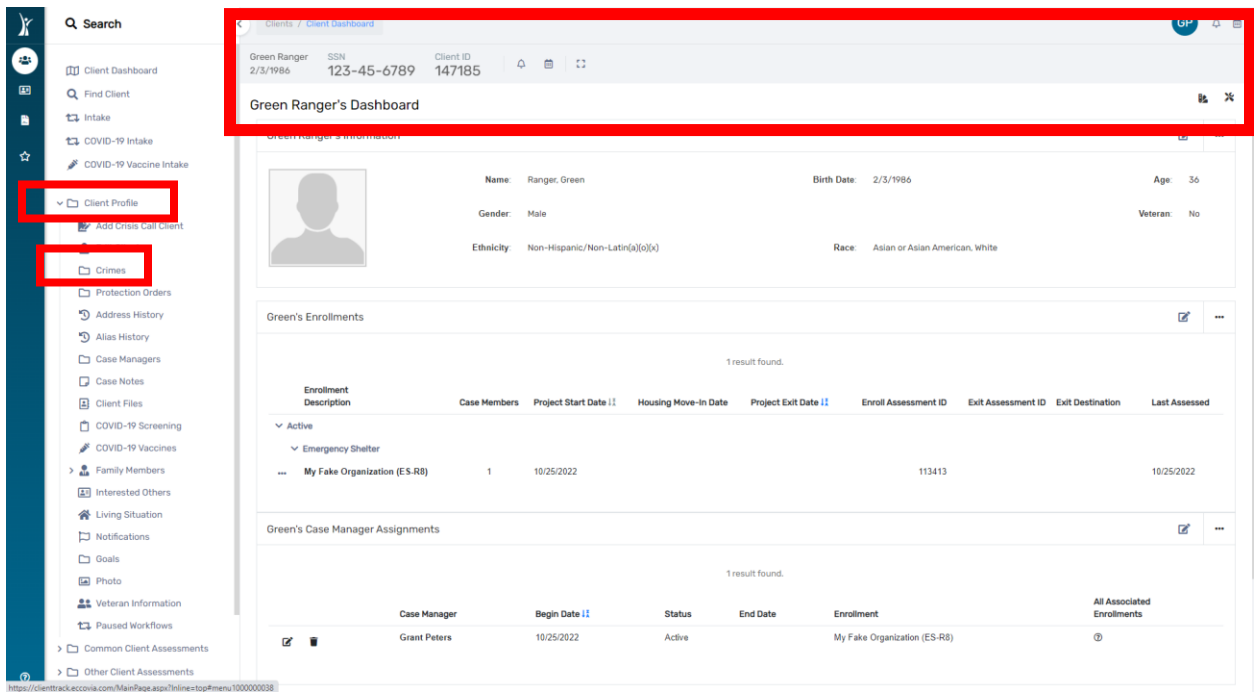 Search
Clients / Client Dashboard
GP
Green Ranger
2/3/1986
SSN
123-45-6789
Client ID
147185
Green Ranger's Dashboard
Client Dashboard
Find Client
Intake
COVID-19 Intake
COVID-19 Vaccine Intake
Client Profile
Add Crisis Call Client
Crimes
Protection Orders
Address History
Alias History
Case Managers
Case Notes
Client Files
COVID-19 Screening
COVID-19 Vaccines
Family Members
Interested Others
Living Situation
Notifications
Goals
Photo
Veteran Information
Paused Workflows
Common Client Assessments
Other Client Assessments
https://clienttrack.eccovia.com/MainPage.aspx?Inline=top#menu1000000038
Green Ranger's Information
Name: Ranger, Green Birth Date: 2/3/1986 Age: 36
Gender: Male Veteran: No
Ethnicity: Non-Hispanic/Non-Latin(a)(o)(x) Race: Asian or Asian American, White
Green's Enrollments
1 result found.
Enrollment
Description Case Members Project Start Date Housing Move-In Date Project Exit Date Enroll Assessment ID Exit Assessment ID Exit Destination Last Assessed
Active
Emergency Shelter
My Fake Organization (ES-R8) 1 10/25/2022 113413 10/25/2022
Green's Case Manager Assignments
1 result found.
Case Manager Begin Date Status End Date Enrollment All Associated
Enrollments
Grant Peters 10/25/2022 Active My Fake Organization (ES-R8)